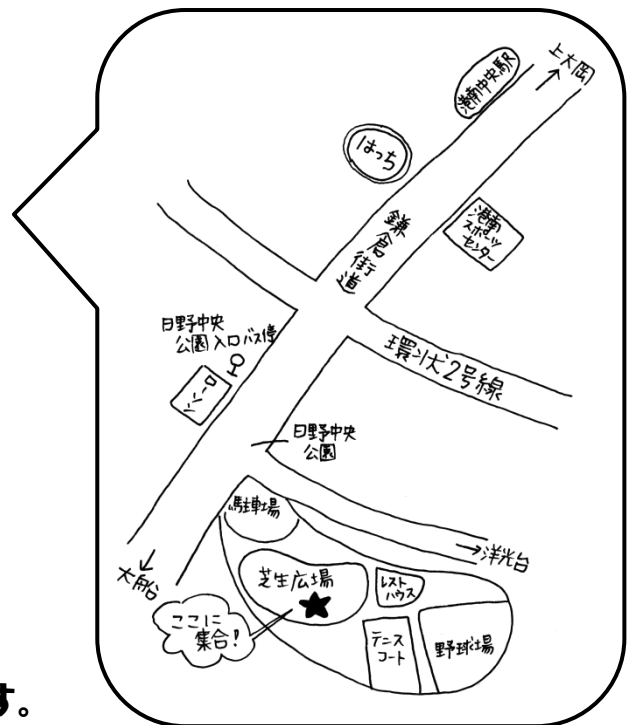 上大岡
港南中央駅
はっち
港南
スポーツ
センター
鎌倉街道
環状2号線
日野中央
公園入口バス停
ローソン
日野中央
公園
駐車場
洋光台
大船
芝生広場
レスト
ハウス
ここに
集合!
テニス
コート
野球場
す。